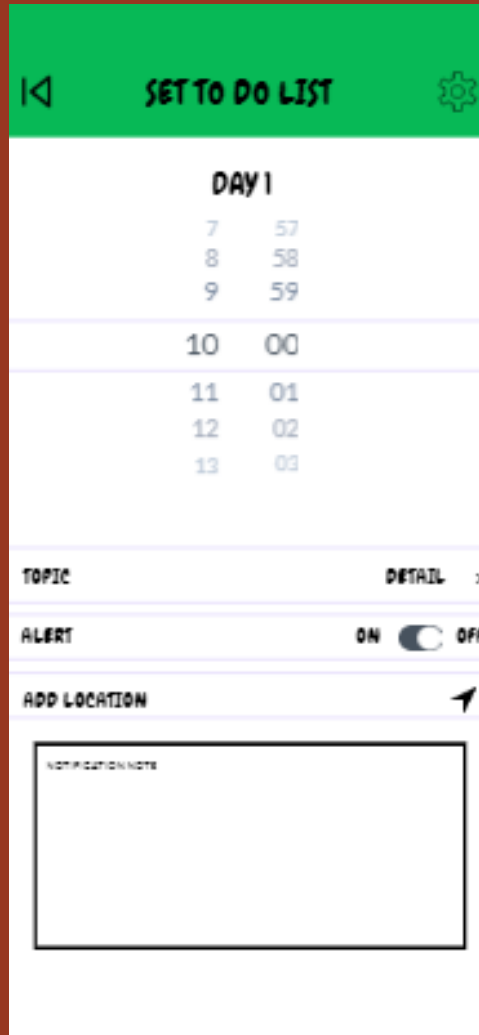 SET TO DO LIST
DAY 1
7 57
8 58
9 59
10 00
11 01
12 02
13 03
TOPIC DETAIL
ALERT ON OFF
ADD LOCATION
NOTIFICATION NOTE